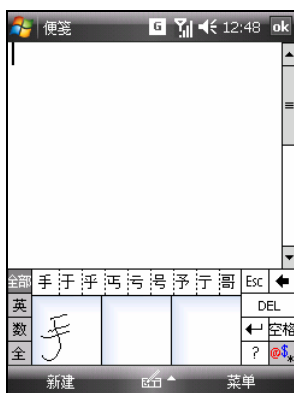 便笺 G 12:48 ok
全部 手 于 乎 丐 亏 号 予 亍 哥 Esc
英 DEL
数 手 空格
全 ? @$*
新建 菜单